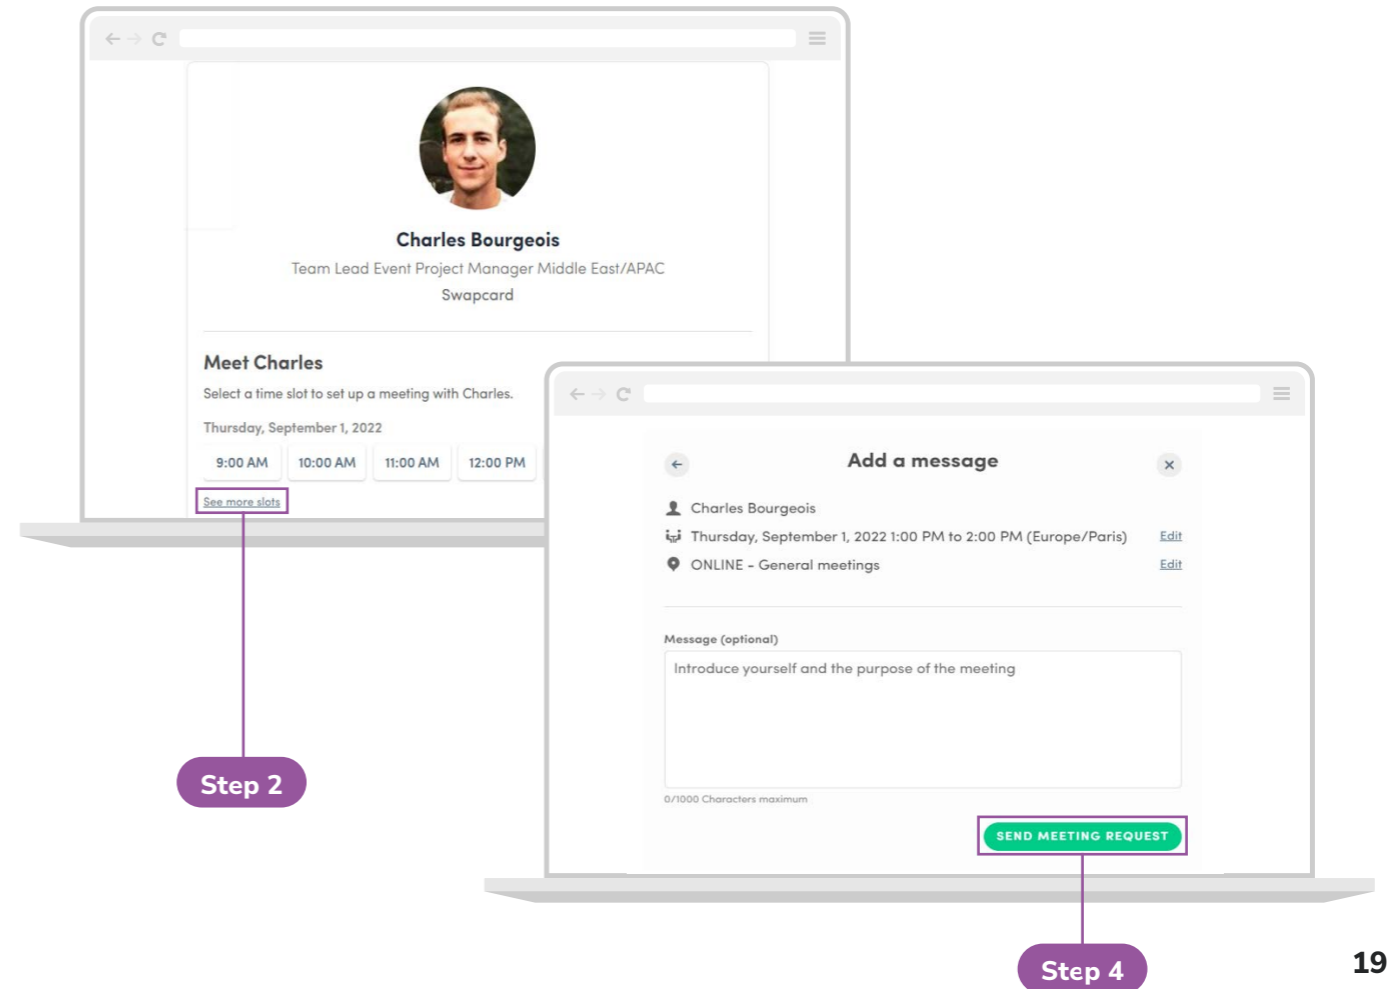 Charles Bourgeois
Team Lead Event Project Manager Middle East/APAC
Swapcard
Meet Charles
Select a time slot to set up a meeting with Charles.
Thursday, September 1, 2022
9:00 AM 10:00 AM 11:00 AM 12:00 PM
See more slots
Step 2
Add a message
Charles Bourgeois
Thursday, September 1, 2022 1:00 PM to 2:00 PM (Europe/Paris) Edit
ONLINE - General meetings Edit
Message (optional)
Introduce yourself and the purpose of the meeting
0/1000 Characters maximum
SEND MEETING REQUEST
Step 4
19